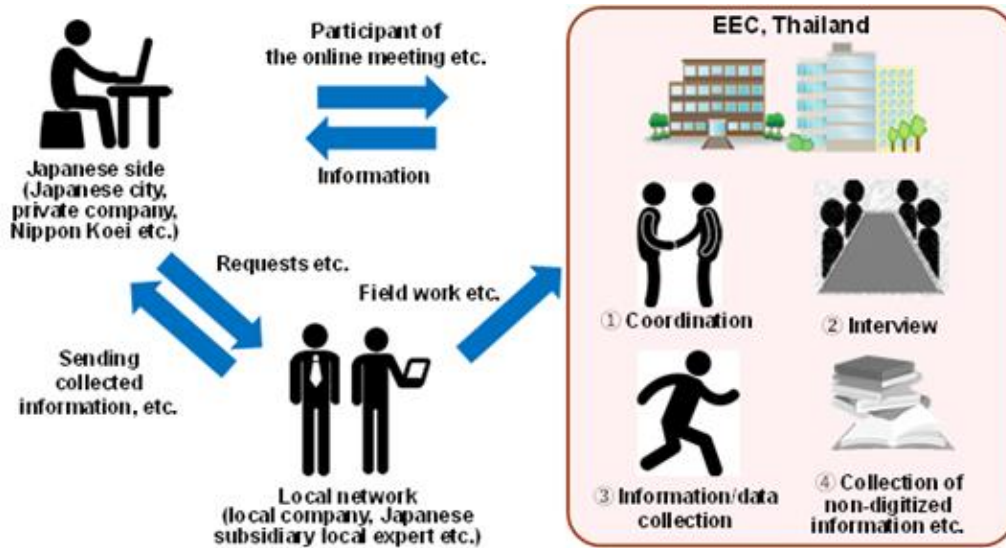 Participant of
the online meeting etc.
Information
Japanese side
(Japanese city,
private company,
Nippon Koei etc.)
Requests etc.
Field work etc.
Sending
collected
information, etc.
Local network
(local company, Japanese
subsidiary local expert etc.)
EEC, Thailand
① Coordination
② Interview
③ Information/data
collection
④ Collection of
non-digitized
information etc.